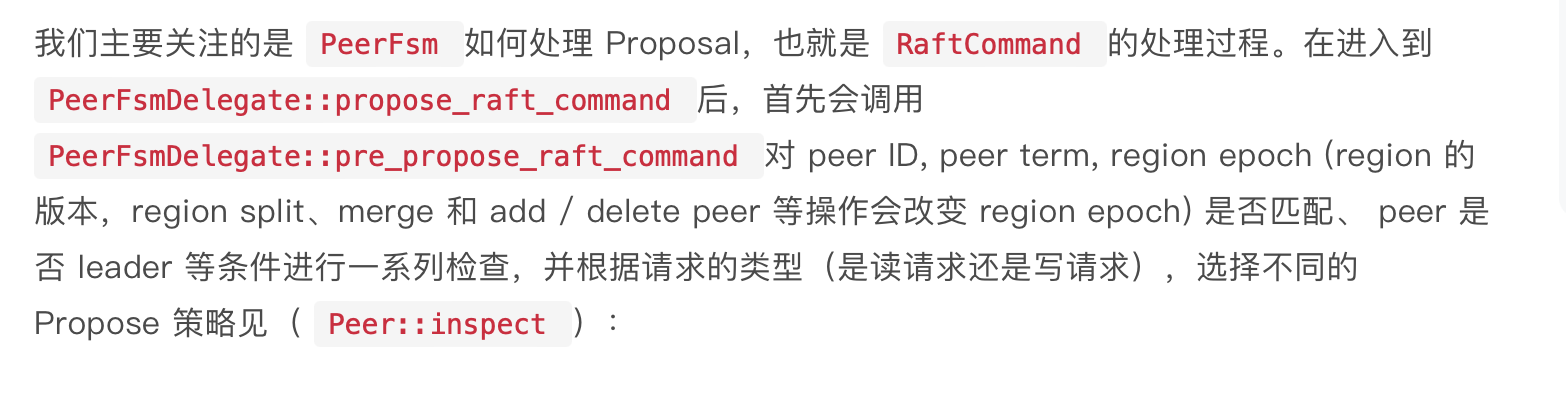 我们主要关注的是 PeerFsm 如何处理 Proposal，也就是 RaftCommand 的处理过程。在进入到
PeerFsmDelegate::propose_raft_command 后，首先会调用
PeerFsmDelegate::pre_propose_raft_command 对 peer ID, peer term, region epoch (region 的
版本，region split、merge 和 add / delete peer 等操作会改变 region epoch) 是否匹配、 peer 是
否 leader 等条件进行一系列检查，并根据请求的类型（是读请求还是写请求），选择不同的
Propose 策略见（ Peer::inspect ）：